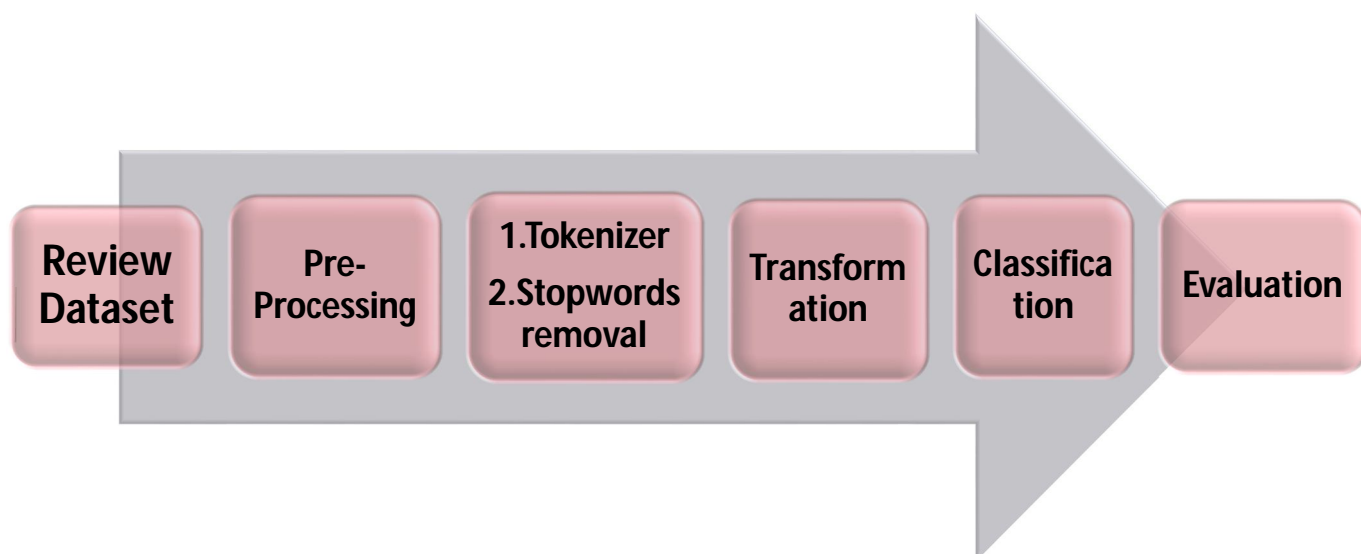 Review
Dataset
Pre-
Processing
1.Tokenizer
2.Stopwords
removal
Transform
ation
Classifica
tion
Evaluation